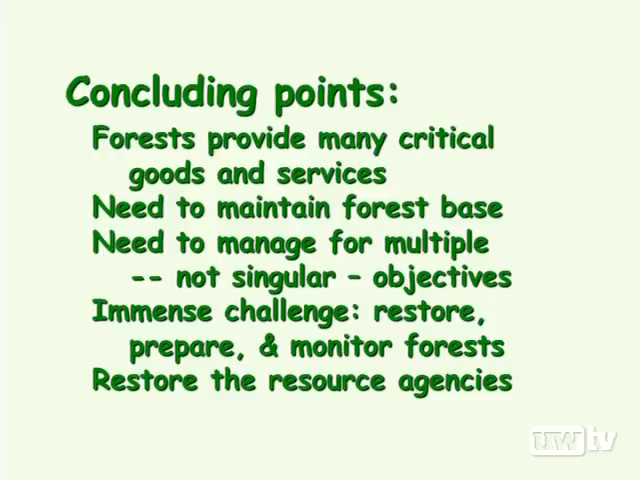 Concluding points:
Forests provide many critical
goods and services
Need to maintain forest base
Need to manage for multiple
-- not singular – objectives
Immense challenge: restore,
prepare, & monitor forests
Restore the resource agencies
uwtv